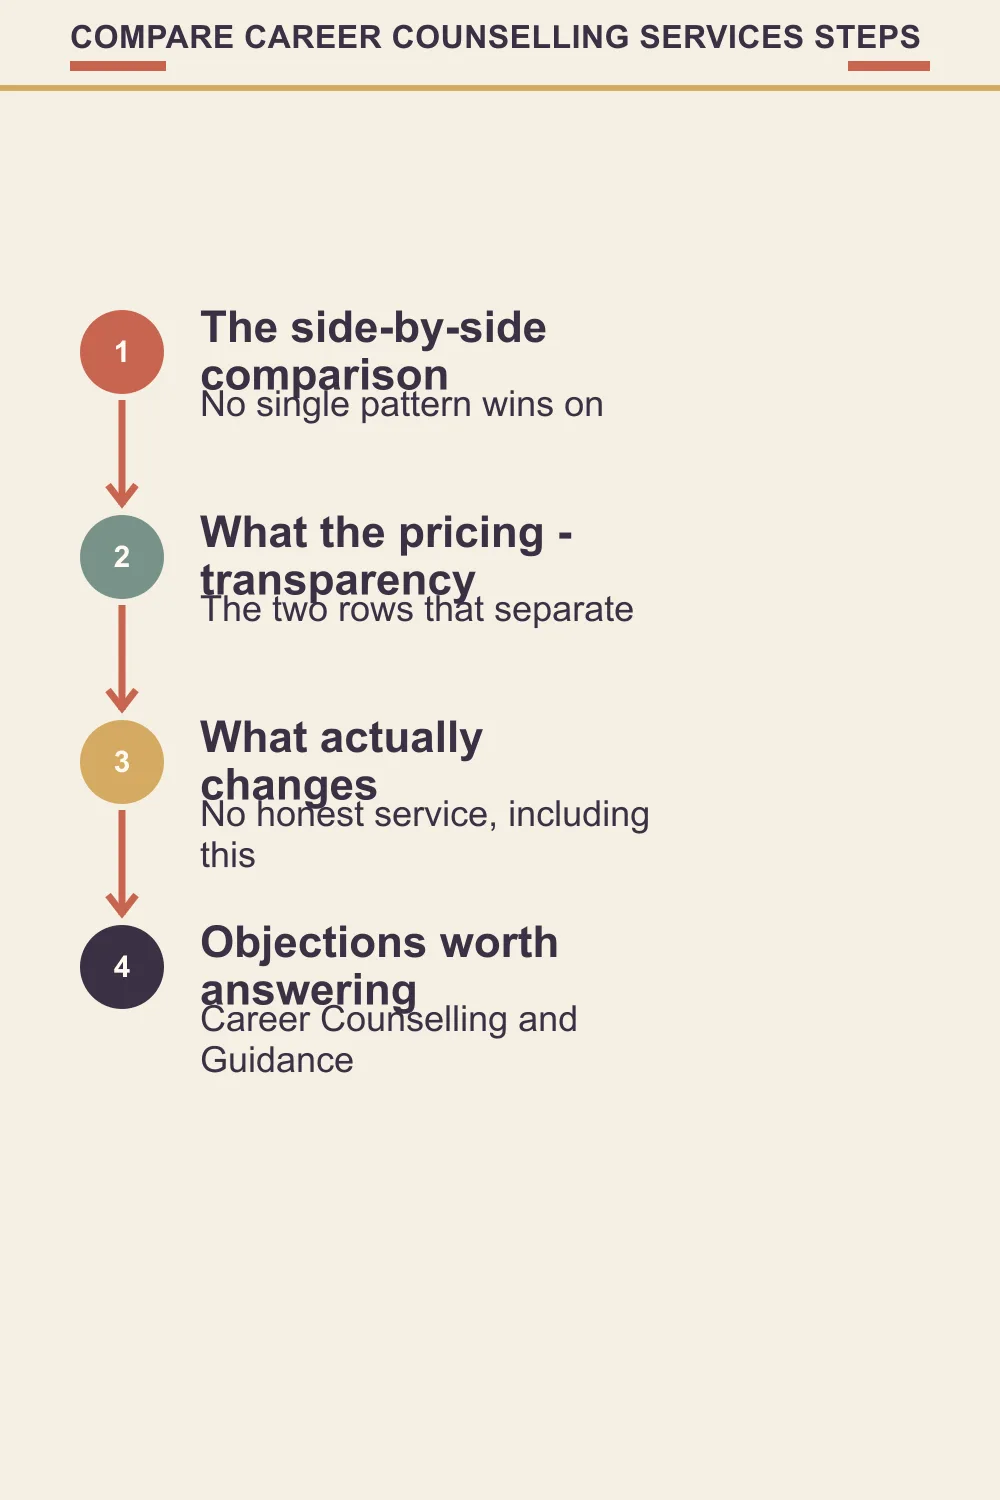 COMPARE CAREER COUNSELLING SERVICES STEPS
1
The side-by-side
comparison
No single pattern wins on
2
What the pricing -
transparency
The two rows that separate
3
What actually
changes
No honest service, including
this
4
Objections worth
answering
Career Counselling and
Guidance